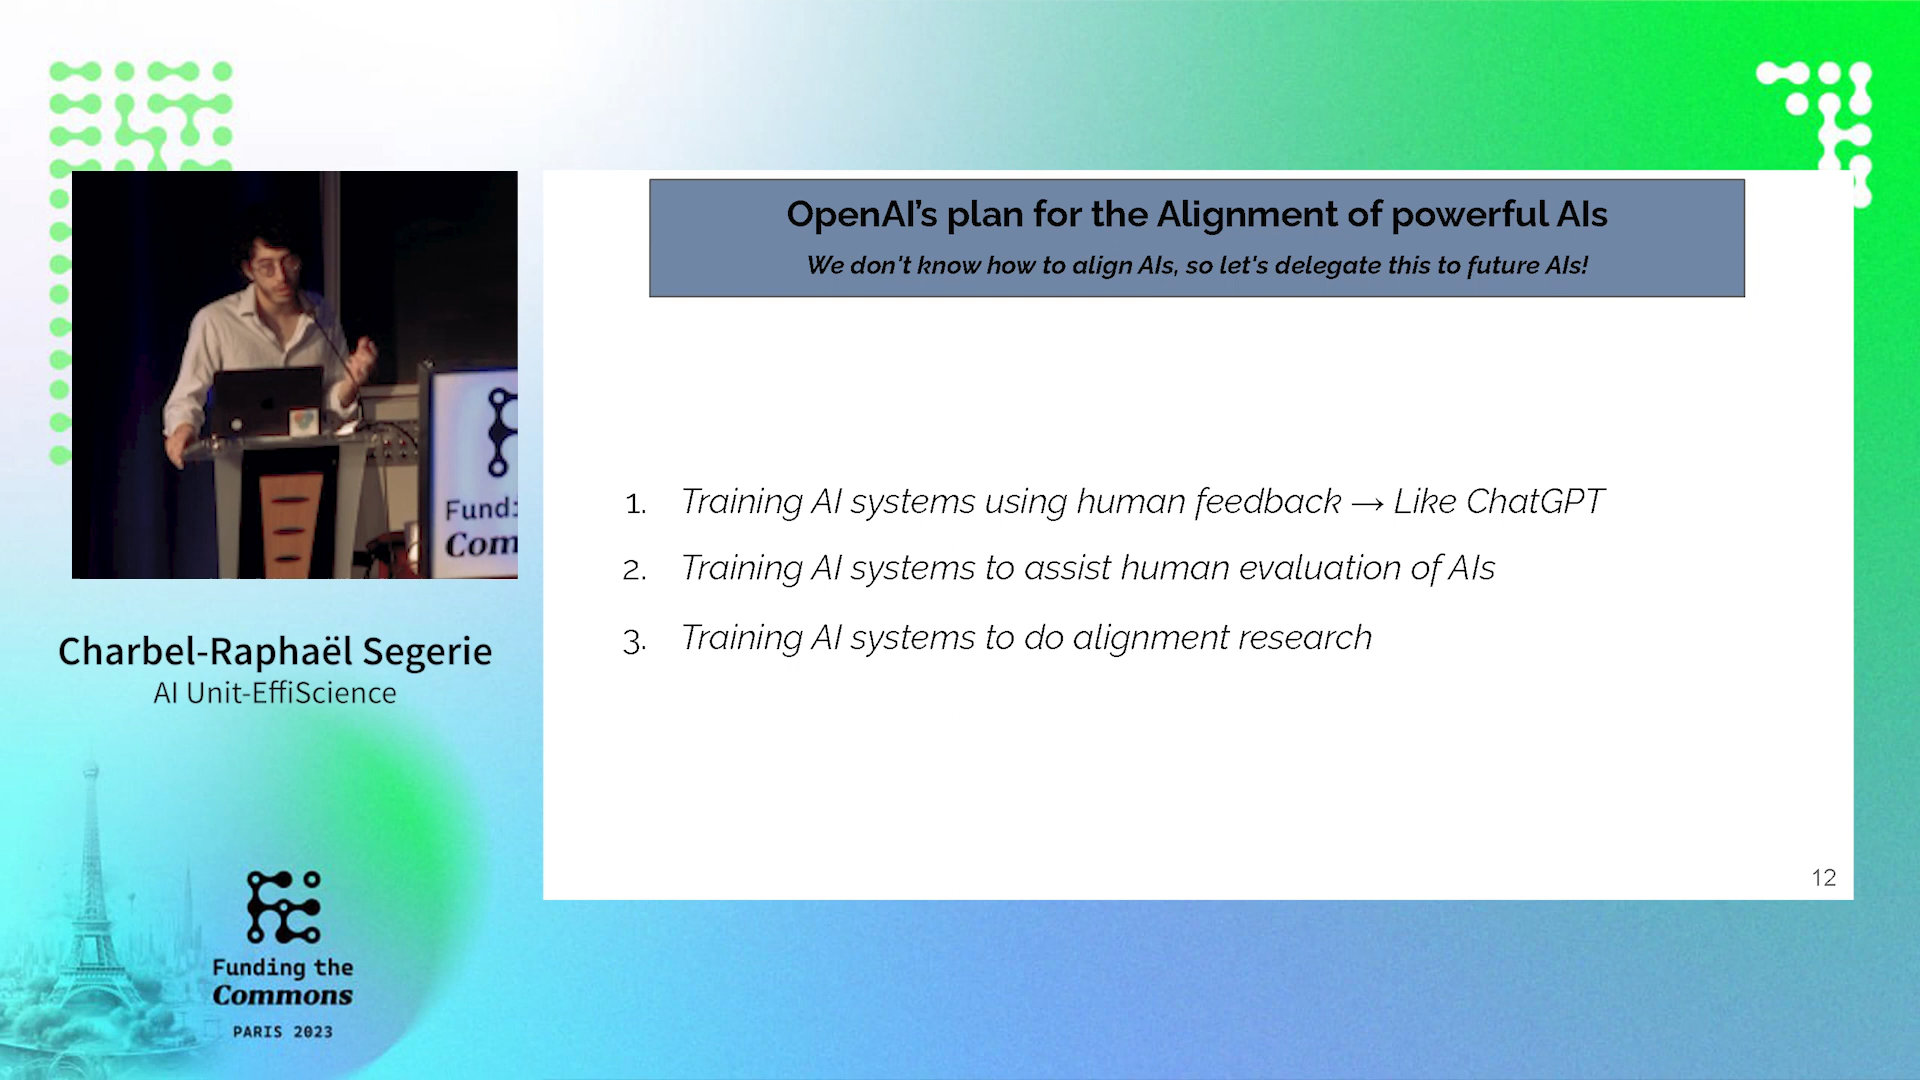 OpenAI's plan for the Alignment of powerful AIs
We don't know how to align AIs, so let's delegate this to future AIs!
1. Training AI systems using human feedback → Like ChatGPT
2. Training AI systems to assist human evaluation of AIs
3. Training AI systems to do alignment research
12
Fund
Com
Charbel-Raphaël Segerie
AI Unit-EffiScience
Funding the
Commons
PARIS 2023